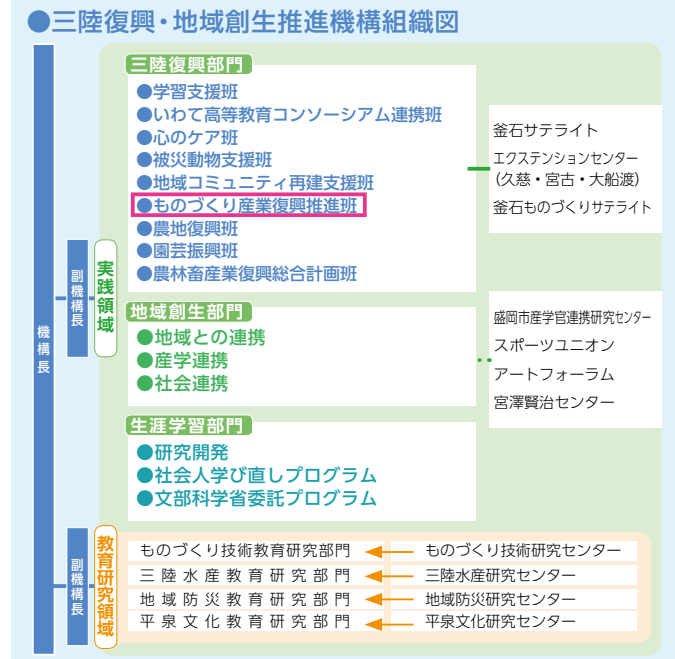 ●三陸復興・地域創生推進機構組織図
機構長
副機構長
実践領域
三陸復興部門
●学習支援班
●いわて高等教育コンソーシアム連携班
●心のケア班
●被災動物支援班
●地域コミュニティ再建支援班
●ものづくり産業復興推進班
●農地復興班
●園芸振興班
●農林畜産業復興総合計画班
釜石サテライト
エクステンションセンター
（久慈・宮古・大船渡）
釜石ものづくりサテライト
地域創生部門
●地域との連携
●産学連携
●社会連携
盛岡市産学官連携研究センター
スポーツユニオン
アートフォーラム
宮澤賢治センター
生涯学習部門
●研究開発
●社会人学び直しプログラム
●文部科学省委託プログラム
副機構長
教育研究領域
ものづくり技術教育研究部門 ものづくり技術研究センター
三陸水産教育研究部門 三陸水産研究センター
地域防災教育研究部門 地域防災研究センター
平泉文化教育研究部門 平泉文化研究センター